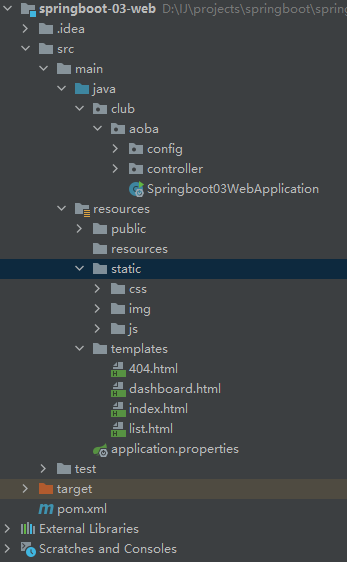 springboot-03-web D:\IJ\projects\springboot\spring
.idea
src
main
java
club
aoba
config
controller
Springboot03WebApplication
resources
public
resources
static
css
img
js
templates
404.html
dashboard.html
index.html
list.html
application.properties
test
target
pom.xml
External Libraries
Scratches and Consoles